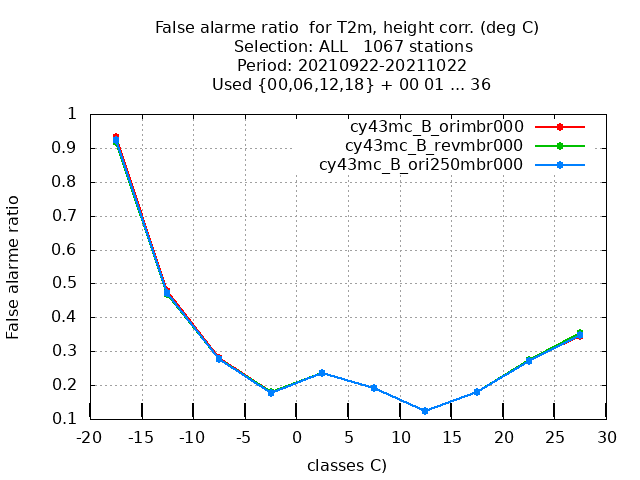 False alarme ratio  for T2m, height corr. (deg C)
Selection: ALL   1067 stations
Period: 20210922-20211022
Used {00,06,12,18} + 00 01 ... 36
cy43mc_B_orimbr000
cy43mc_B_revmbr000
cy43mc_B_ori250mbr000
False alarme ratio
1
0.9
0.8
0.7
0.6
0.5
0.4
0.3
0.2
0.1
-20 -15 -10 -5 0 5 10 15 20 25 30
classes C)